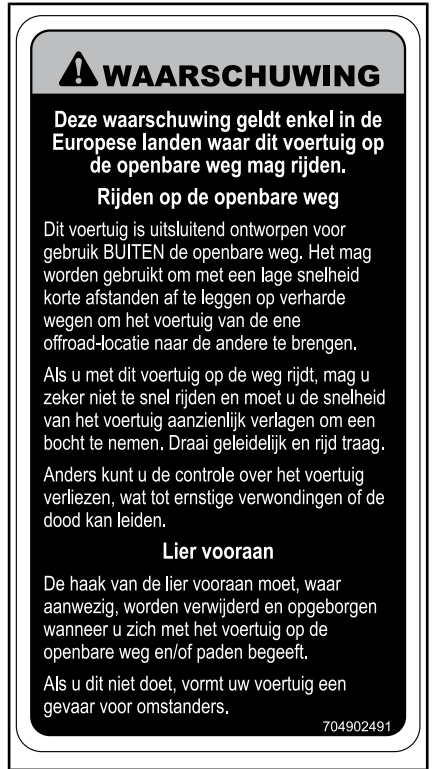 WAARSCHUWING
Deze waarschuwing geldt enkel in de
Europese landen waar dit voertuig op
de openbare weg mag rijden.
Rijden op de openbare weg
Dit voertuig is uitsluitend ontworpen voor
gebruik BUITEN de openbare weg. Het mag
worden gebruikt om met een lage snelheid
korte afstanden af te leggen op verharde
wegen om het voertuig van de ene
offroad-locatie naar de andere te brengen.
Als u met dit voertuig op de weg rijdt, mag u
zeker niet te snel rijden en moet u de snelheid
van het voertuig aanzienlijk verlagen om een
bocht te nemen. Draai geleidelijk en rijd traag.
Anders kunt u de controle over het voertuig
verliezen, wat tot ernstige verwondingen of de
dood kan leiden.
Lier vooraan
De haak van de lier vooraan moet, waar
aanwezig, worden verwijderd en opgeborgen
wanneer u zich met het voertuig op de
openbare weg en/of paden begeeft.
Als u dit niet doet, vormt uw voertuig een
gevaar voor omstanders.
704902491